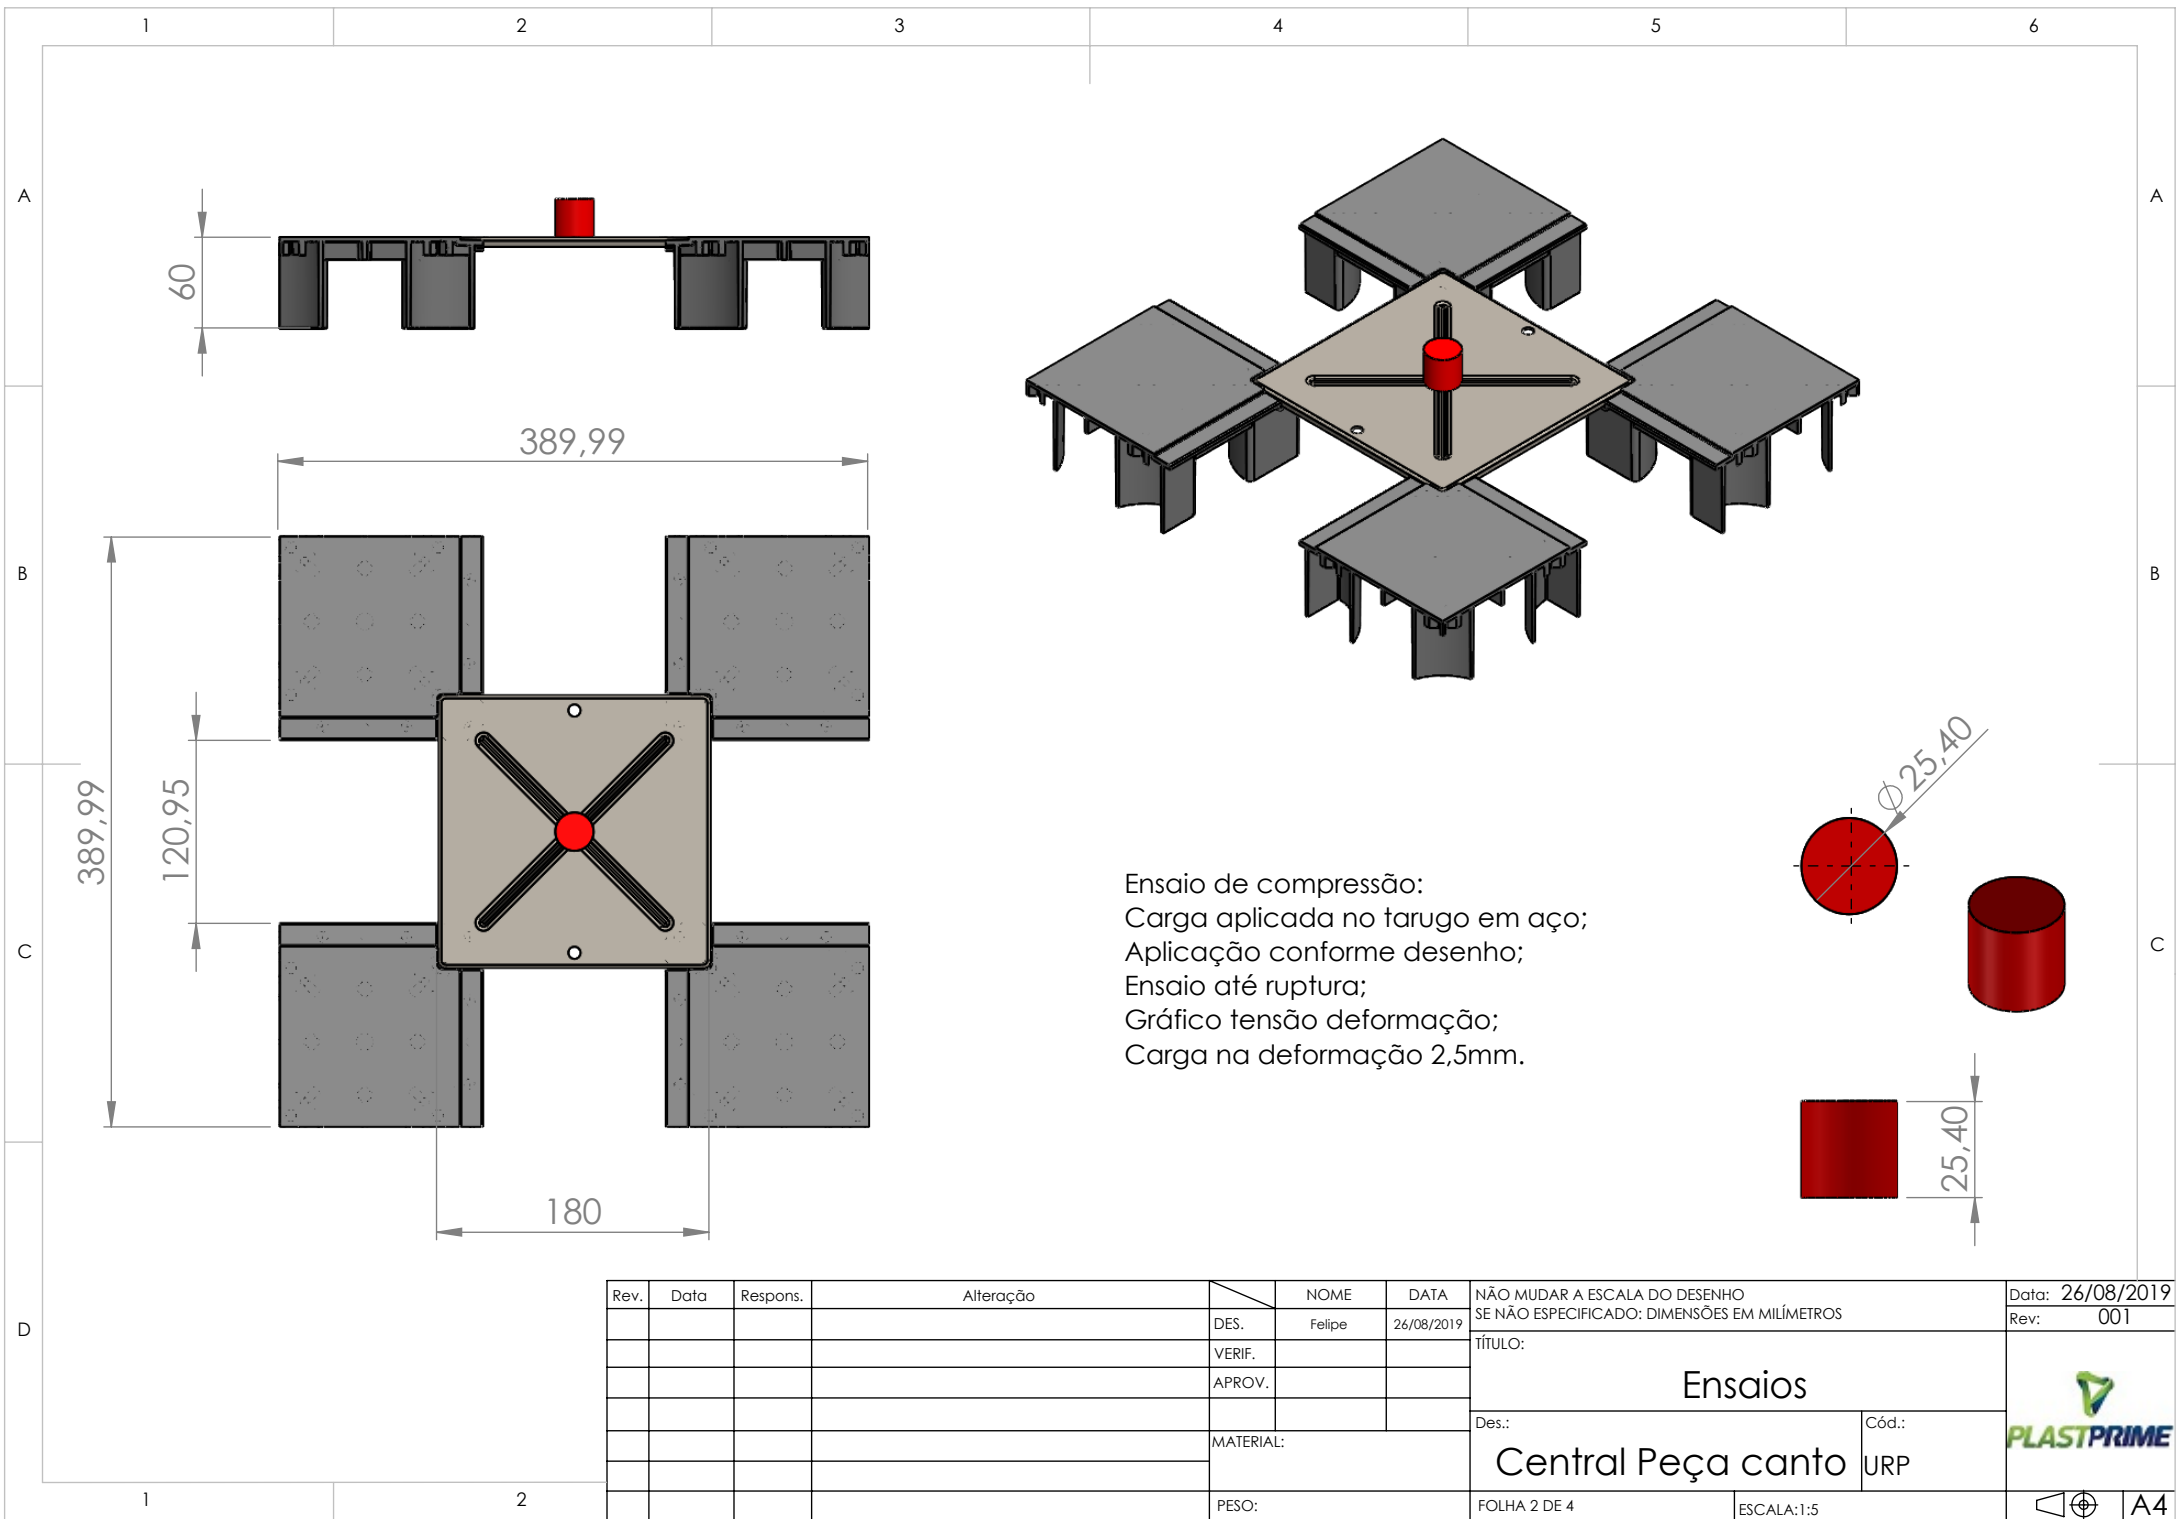 1 2 3 4 5 6
A A
60
389,99
B B
389,99
120,95
∅ 25,40
C C
Ensaio de compressão:
Carga aplicada no tarugo em aço;
Aplicação conforme desenho;
Ensaio até ruptura;
Gráfico tensão deformação;
Carga na deformação 2,5mm.
25,40
180
D
Rev. Data Respons. Alteração
NOME DATA
DES. Felipe 26/08/2019
VERIF.
APROV.
MATERIAL:
PESO:
NÃO MUDAR A ESCALA DO DESENHO
SE NÃO ESPECIFICADO: DIMENSÕES EM MILÍMETROS
TÍTULO:
Ensaios
Des.:
Central Peça canto
Cód.:
URP
FOLHA 2 DE 4
ESCALA:1:5
Data: 26/08/2019
Rev: 001
PLASTPRIME
A4
1 2